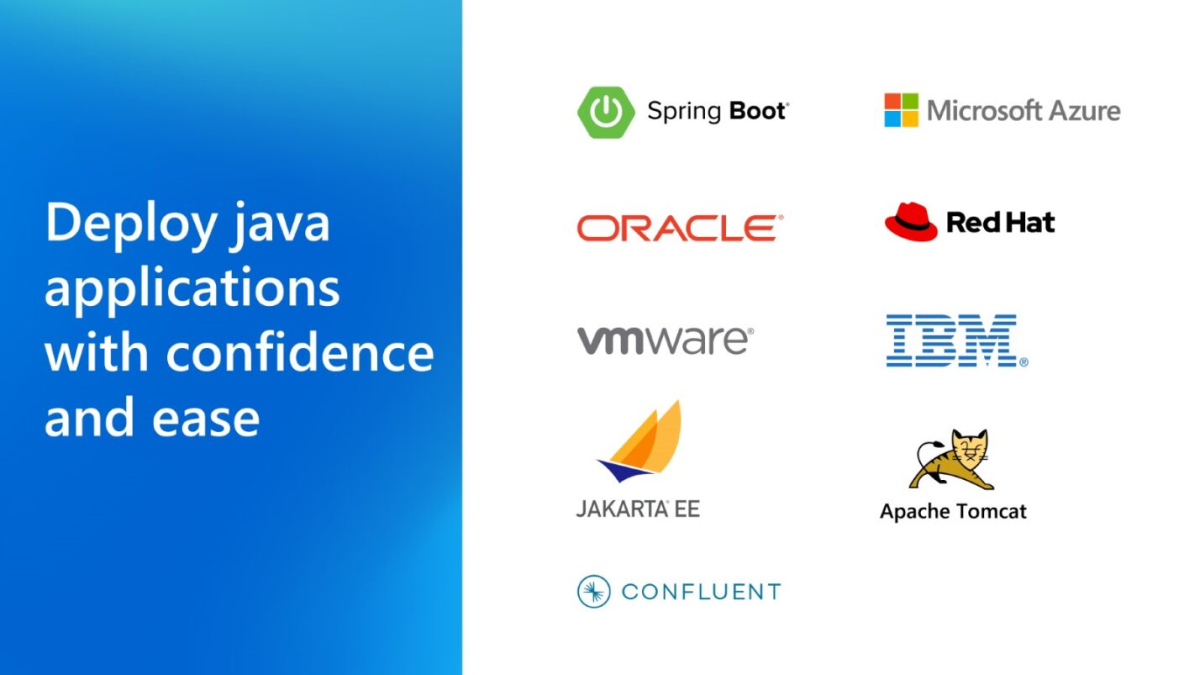 Deploy java
applications
with confidence
and ease
Spring Boot®
Microsoft Azure
ORACLE®
Red Hat
vmware®
IBM®
JAKARTA® EE
Apache Tomcat
CONFLUENT